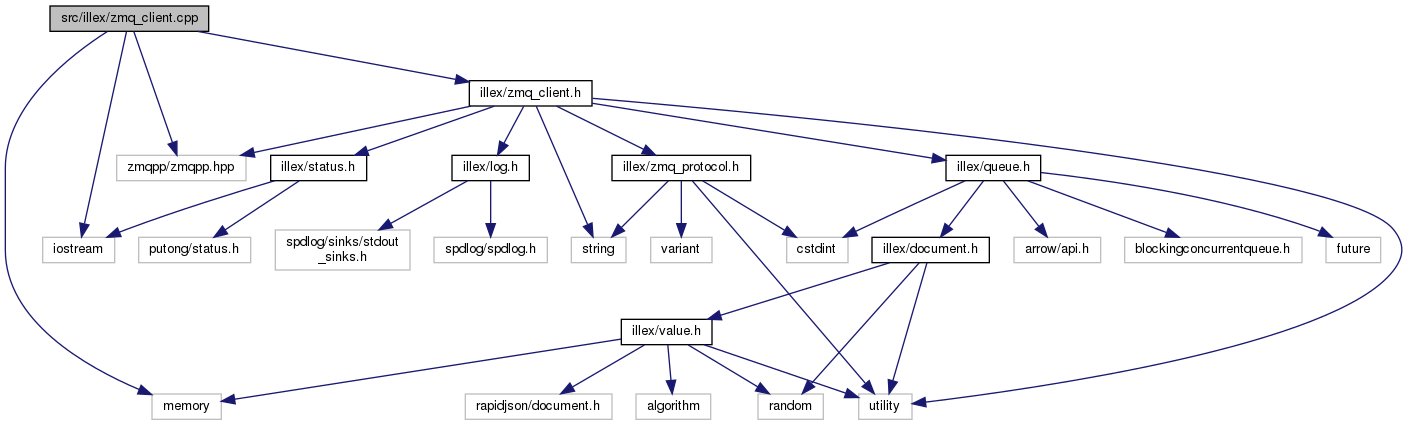 src/illex/zmq_client.cpp
illex/zmq_client.h
zmqpp/zmqpp.hpp
illex/status.h
illex/log.h
illex/zmq_protocol.h
illex/queue.h
iostream
putong/status.h
spdlog/sinks/stdout
_sinks.h
spdlog/spdlog.h
string
variant
cstdint
illex/document.h
arrow/api.h
blockingconcurrentqueue.h
future
illex/value.h
memory
rapidjson/document.h
algorithm
random
utility